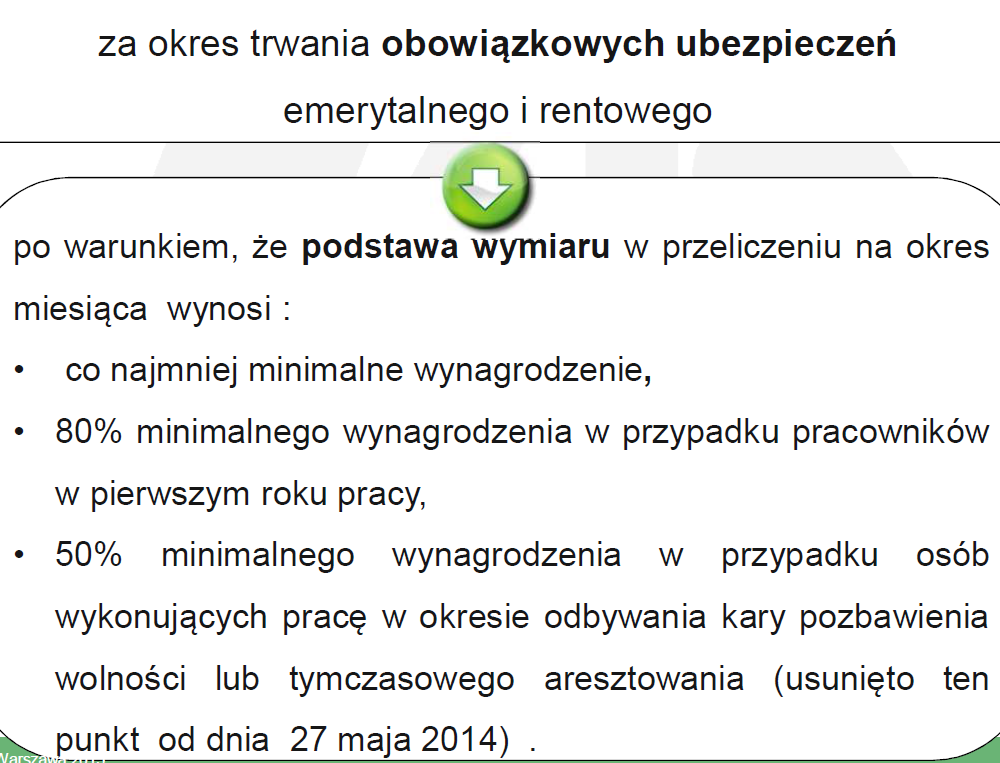 za okres trwania obowiązkowych ubezpieczeń
emerytalnego i rentowego
po warunkiem, że podstawa wymiaru w przeliczeniu na okres
miesiąca wynosi :
• co najmniej minimalne wynagrodzenie,
• 80% minimalnego wynagrodzenia w przypadku pracowników
w pierwszym roku pracy,
• 50% minimalnego wynagrodzenia w przypadku osób
wykonujących pracę w okresie odbywania kary pozbawienia
wolności lub tymczasowego aresztowania (usunięto ten
punkt od dnia 27 maja 2014) .
Warszawa